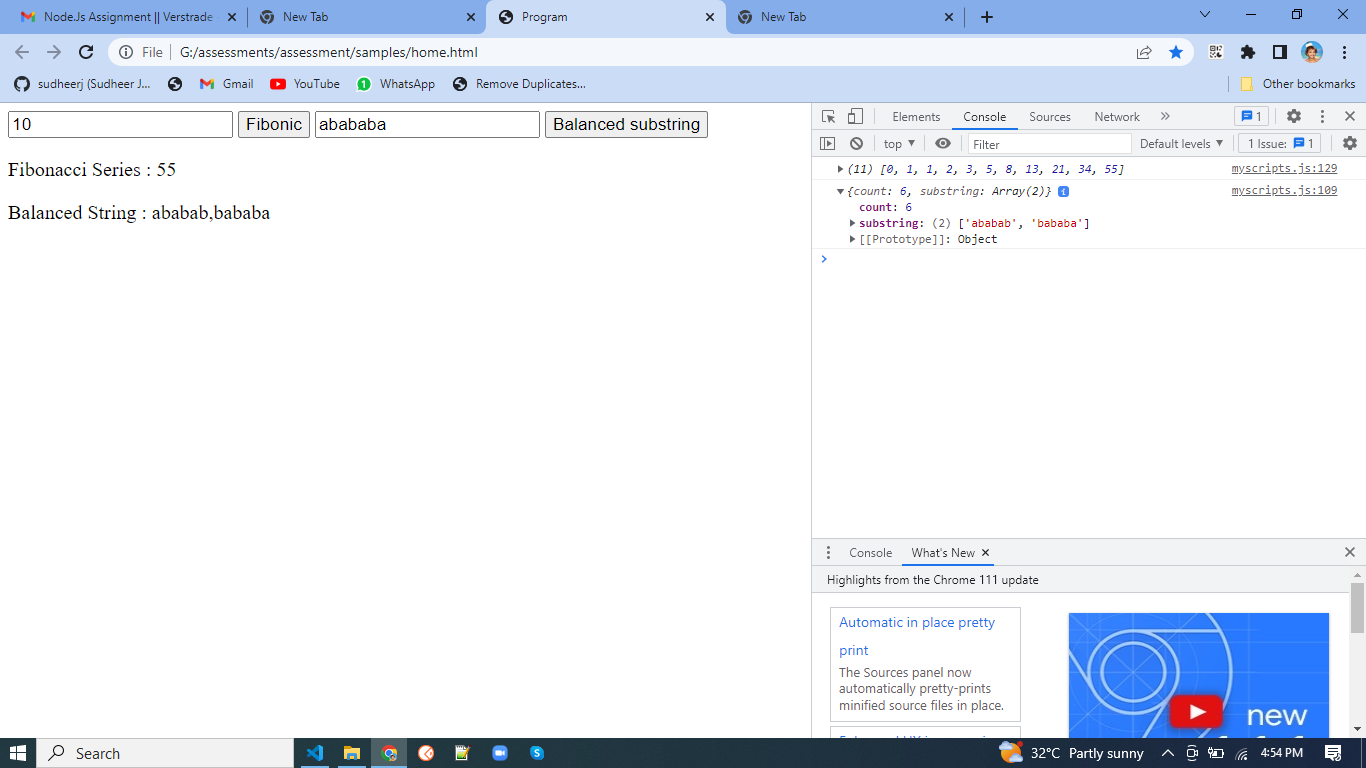 NodeJs Assignment || Verstrade
New Tab
Program
New Tab
File
G:/assessments/assessment/samples/home.html
sudheerj (Sudheer J...
Gmail
YouTube
WhatsApp
Remove Duplicates...
Other bookmarks
10
Fibonic
abababa
Balanced substring
Fibonacci Series : 55
Balanced String : ababab,bababa
Elements
Console
Sources
Network
1
top
Filter
Default levels
1 Issue:
1
(11) [0, 1, 1, 2, 3, 5, 8, 13, 21, 34, 55]
myscripts.js:129
{count: 6, substring: Array(2)}
myscripts.js:109
count: 6
substring: (2) ['ababab', 'bababa']
[[Prototype]]: Object
Console
What's New
Highlights from the Chrome 111 update
Automatic in place pretty
print
The Sources panel now
automatically pretty-prints
minified source files in place.
new
Search
32°C Partly sunny
4:54 PM